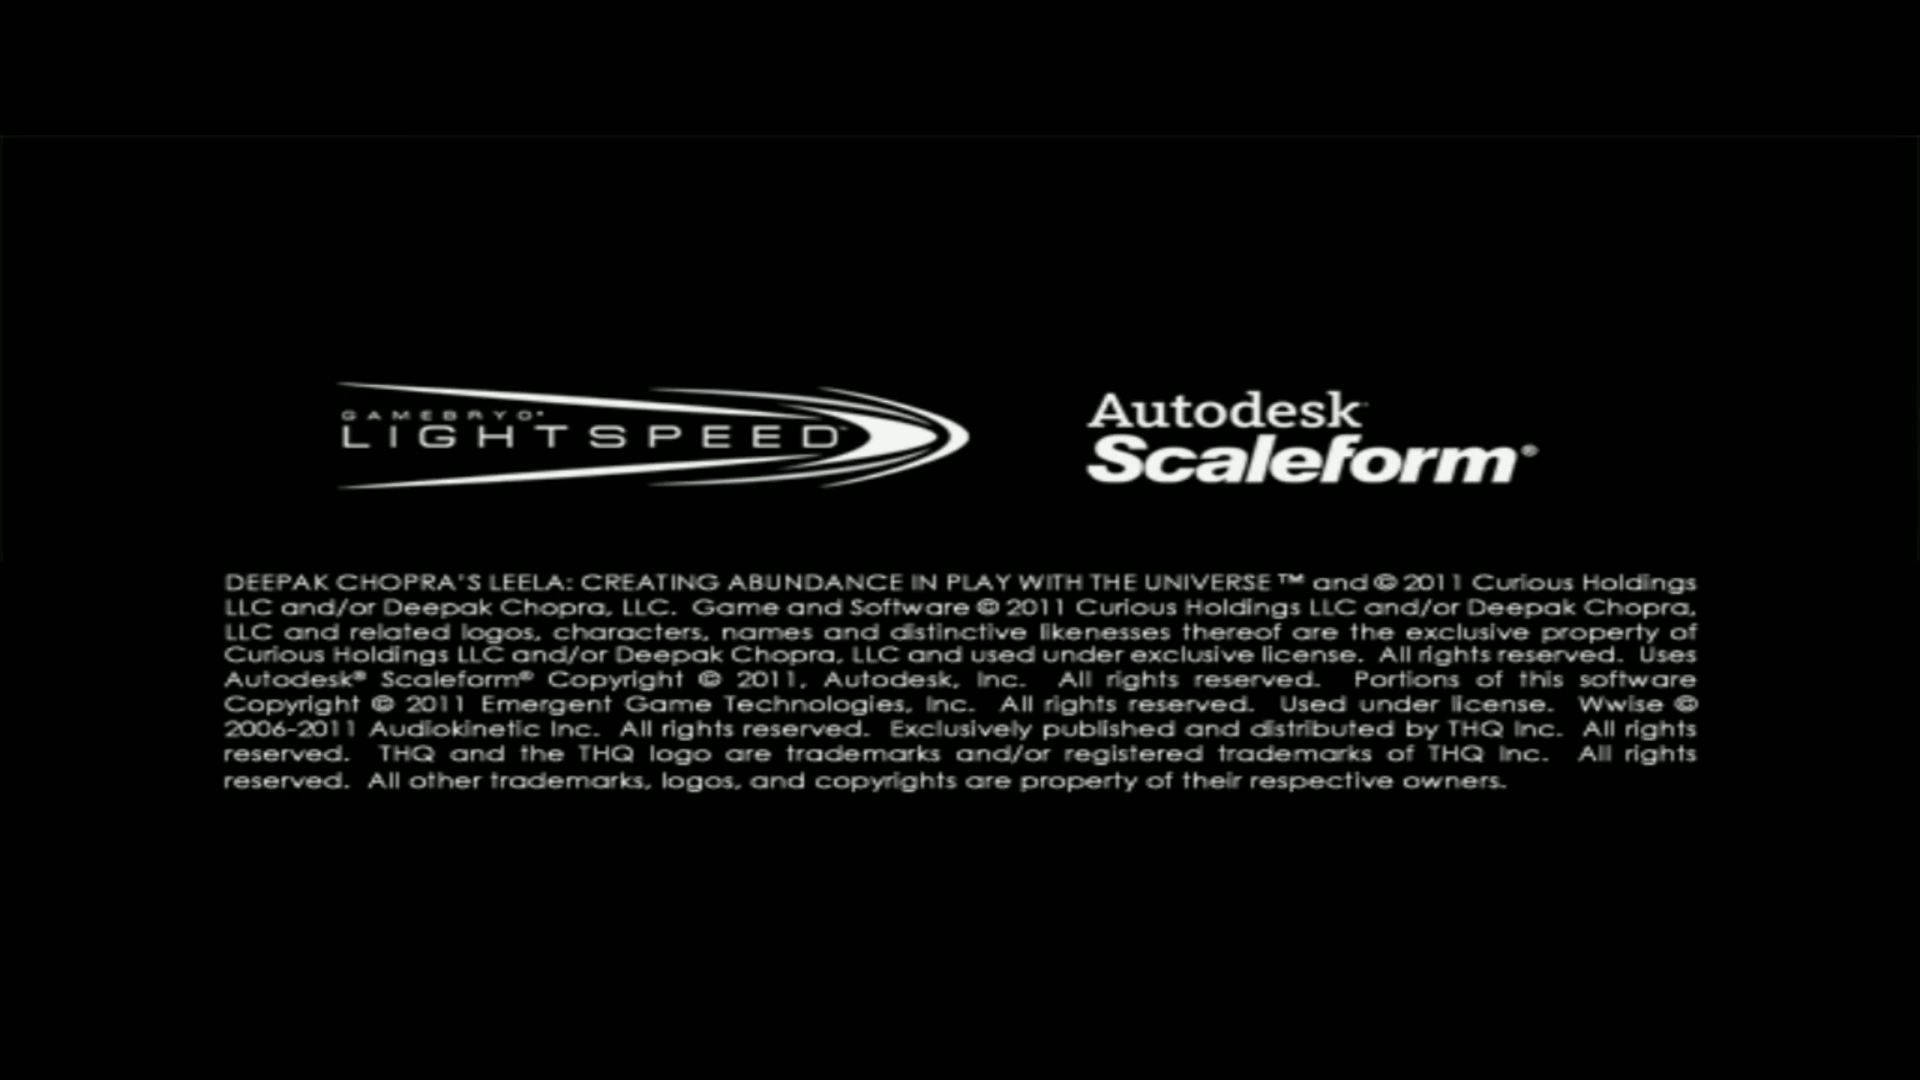 GAMEBRYO®
LIGHTSPEED™
Autodesk
Scaleform®
DEEPAK CHOPRA'S LEELA: CREATING ABUNDANCE IN PLAY WITH THE UNIVERSE™ and © 2011 Curious Holdings
LLC and/or Deepak Chopra, LLC. Game and Software © 2011 Curious Holdings LLC and/or Deepak Chopra,
LLC and related logos, characters, names and distinctive likenesses thereof are the exclusive property of
Curious Holdings LLC and/or Deepak Chopra, LLC and used under exclusive license. All rights reserved. Uses
Autodesk® Scaleform® Copyright © 2011, Autodesk, Inc. All rights reserved. Portions of this software
Copyright © 2011 Emergent Game Technologies, Inc. All rights reserved. Used under license. Wwise ©
2006-2011 Audiokinetic Inc. All rights reserved. Exclusively published and distributed by THQ Inc. All rights
reserved. THQ and the THQ logo are trademarks and/or registered trademarks of THQ Inc. All rights
reserved. All other trademarks, logos, and copyrights are property of their respective owners.